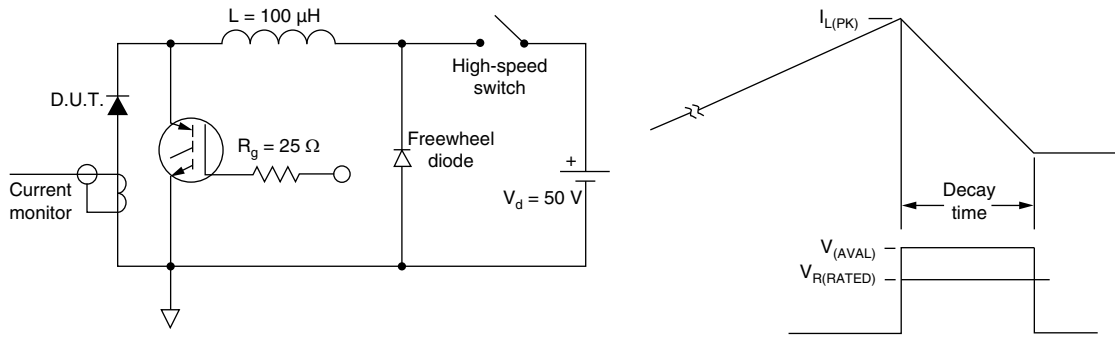 L = 100 µH
D.U.T.
High-speed
switch
R_g = 25 Ω
Freewheel
diode
Current
monitor
+
V_d = 50 V
I_L(PK)
Decay
time
V_(AVAL)
V_R(RATED)